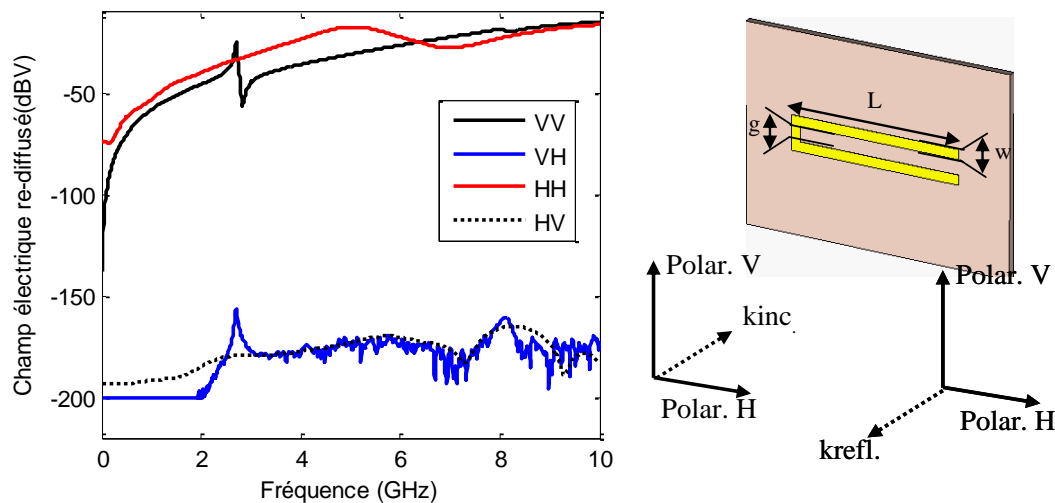 Champ électrique re-diffusé(dBV)
-50
-100
-150
-200
0 2 4 6 8 10
Fréquence (GHz)
VV
VH
HH
HV
L
g
w
Polar. V
kinc.
Polar. H
Polar. V
Polar. H
krefl.